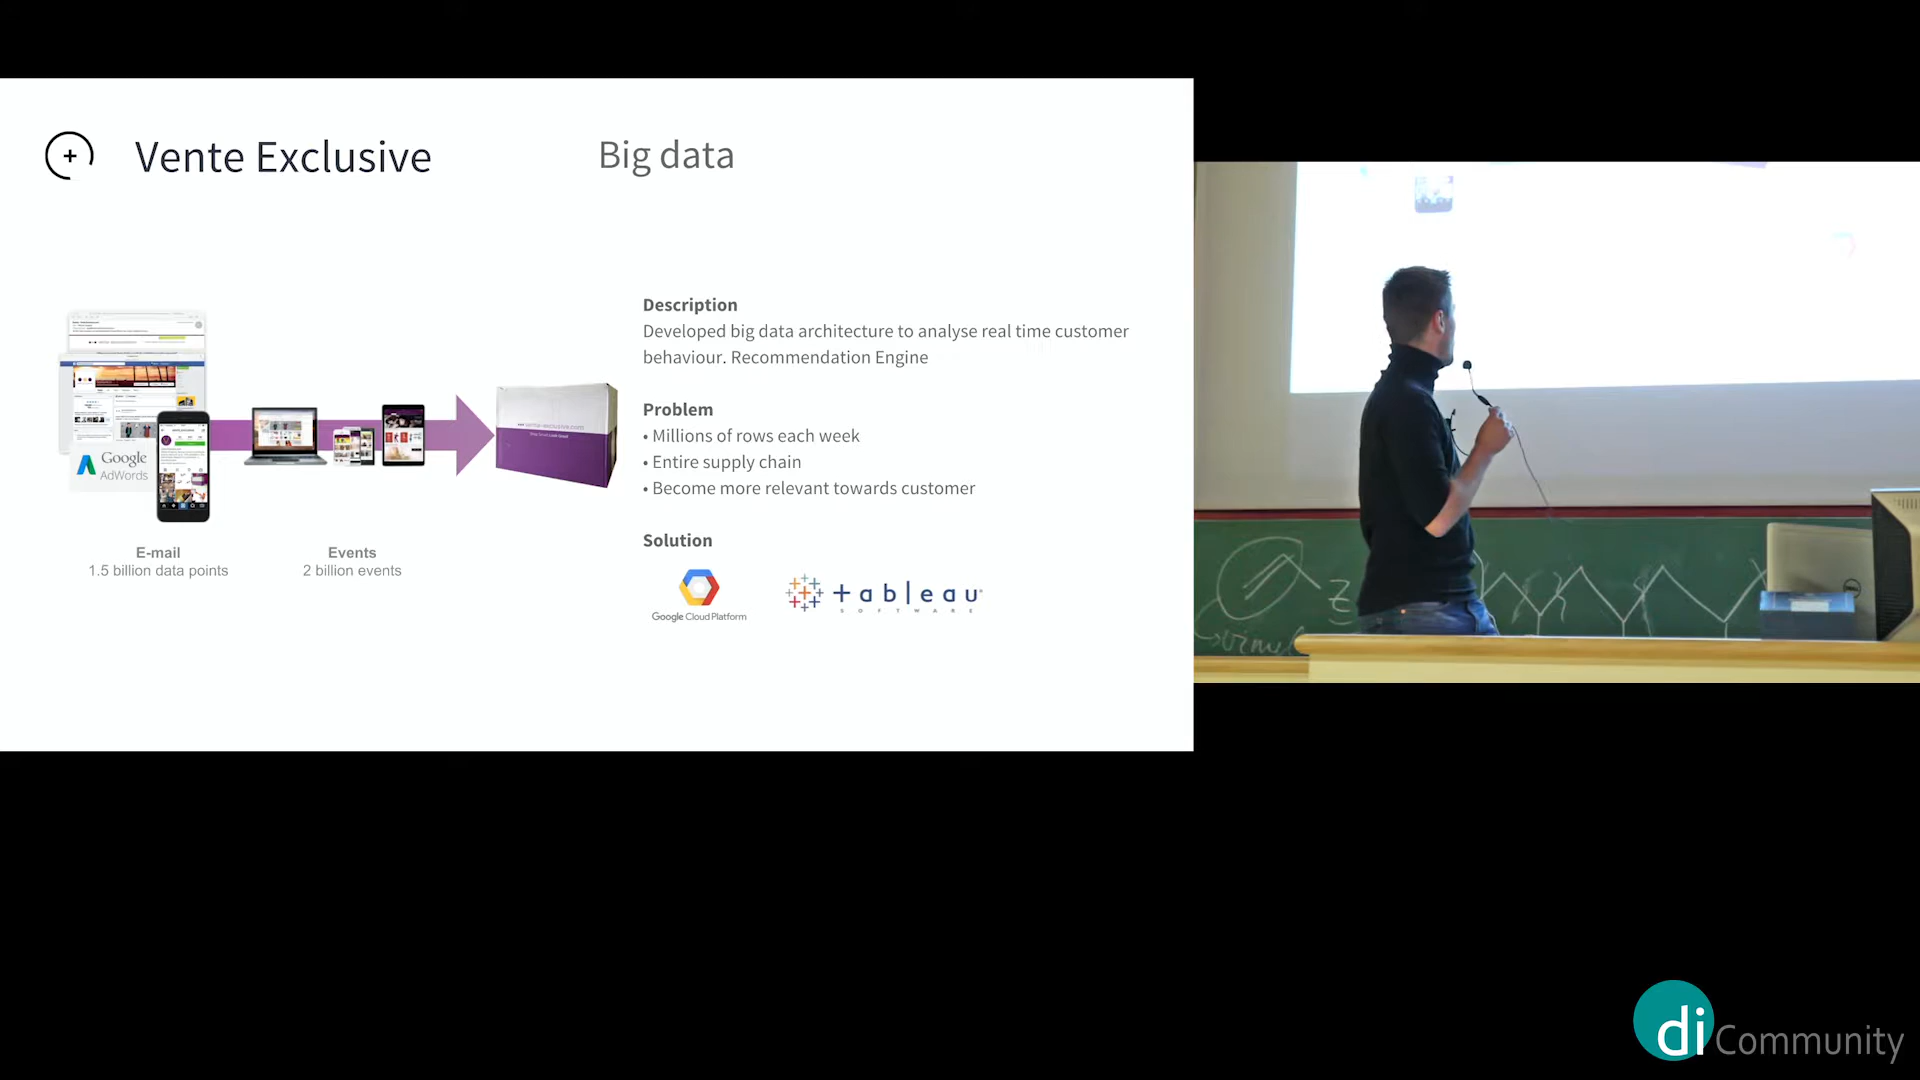 Vente Exclusive
Big data
Description
Developed big data architecture to analyse real time customer
behaviour. Recommendation Engine
Problem
• Millions of rows each week
• Entire supply chain
• Become more relevant towards customer
Solution
Google Cloud Platform
+ableau
SOFTWARE
Google
AdWords
E-mail
1.5 billion data points
Events
2 billion events
di Community